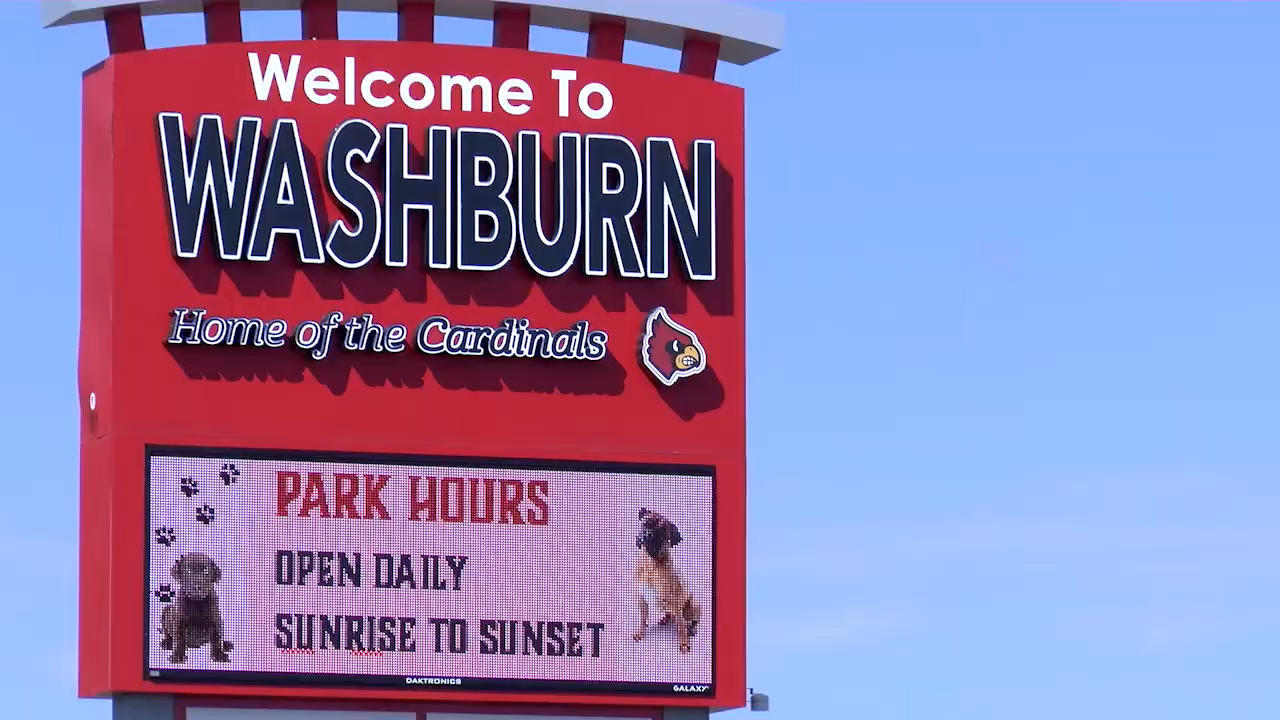 Welcome To
WASHBURN
Home of the Cardinals
PARK HOURS
OPEN DAILY
SUNRISE TO SUNSET
DAKTRONICS
GALAXY